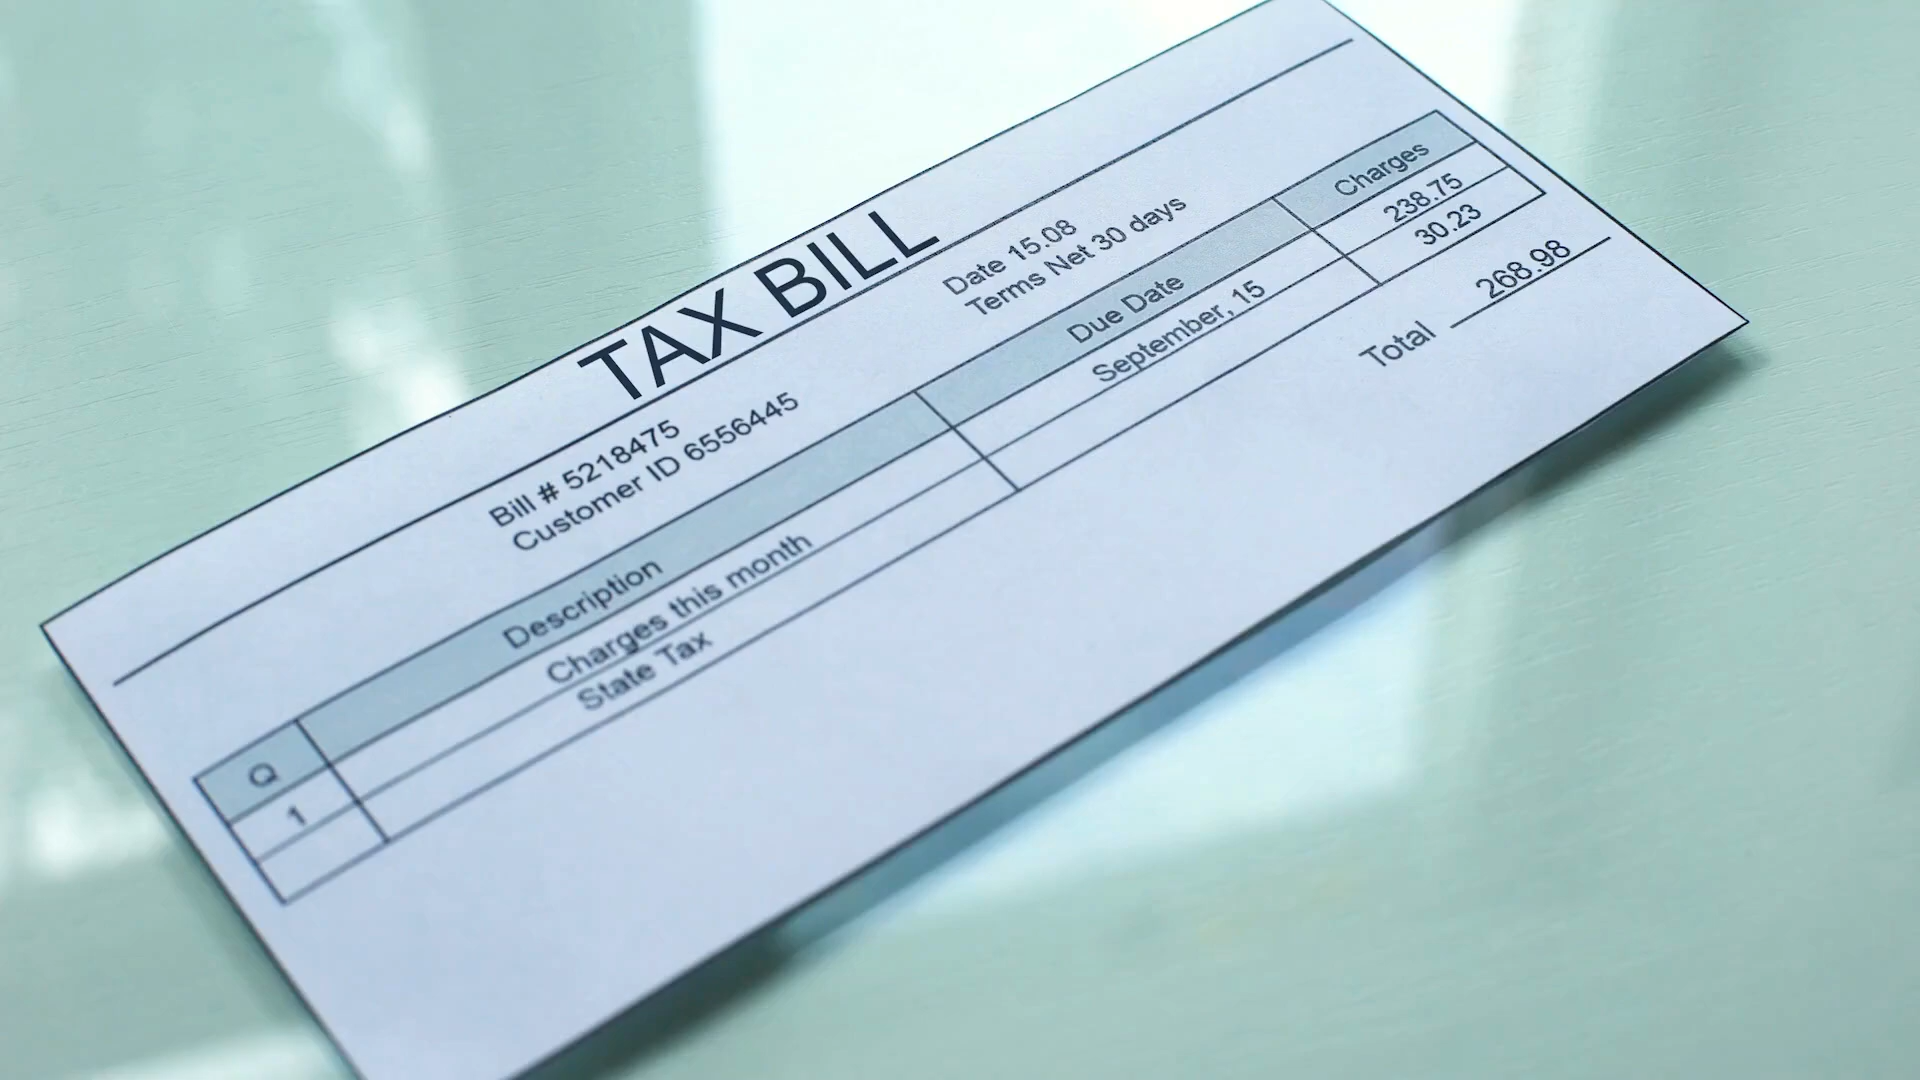 TAX BILL
Bill # 5218475
Customer ID 6556445
Date 15.08
Terms Net 30 days
Q Description Due Date Charges
1 Charges this month September, 15 238.75
State Tax 30.23
Total 268.98